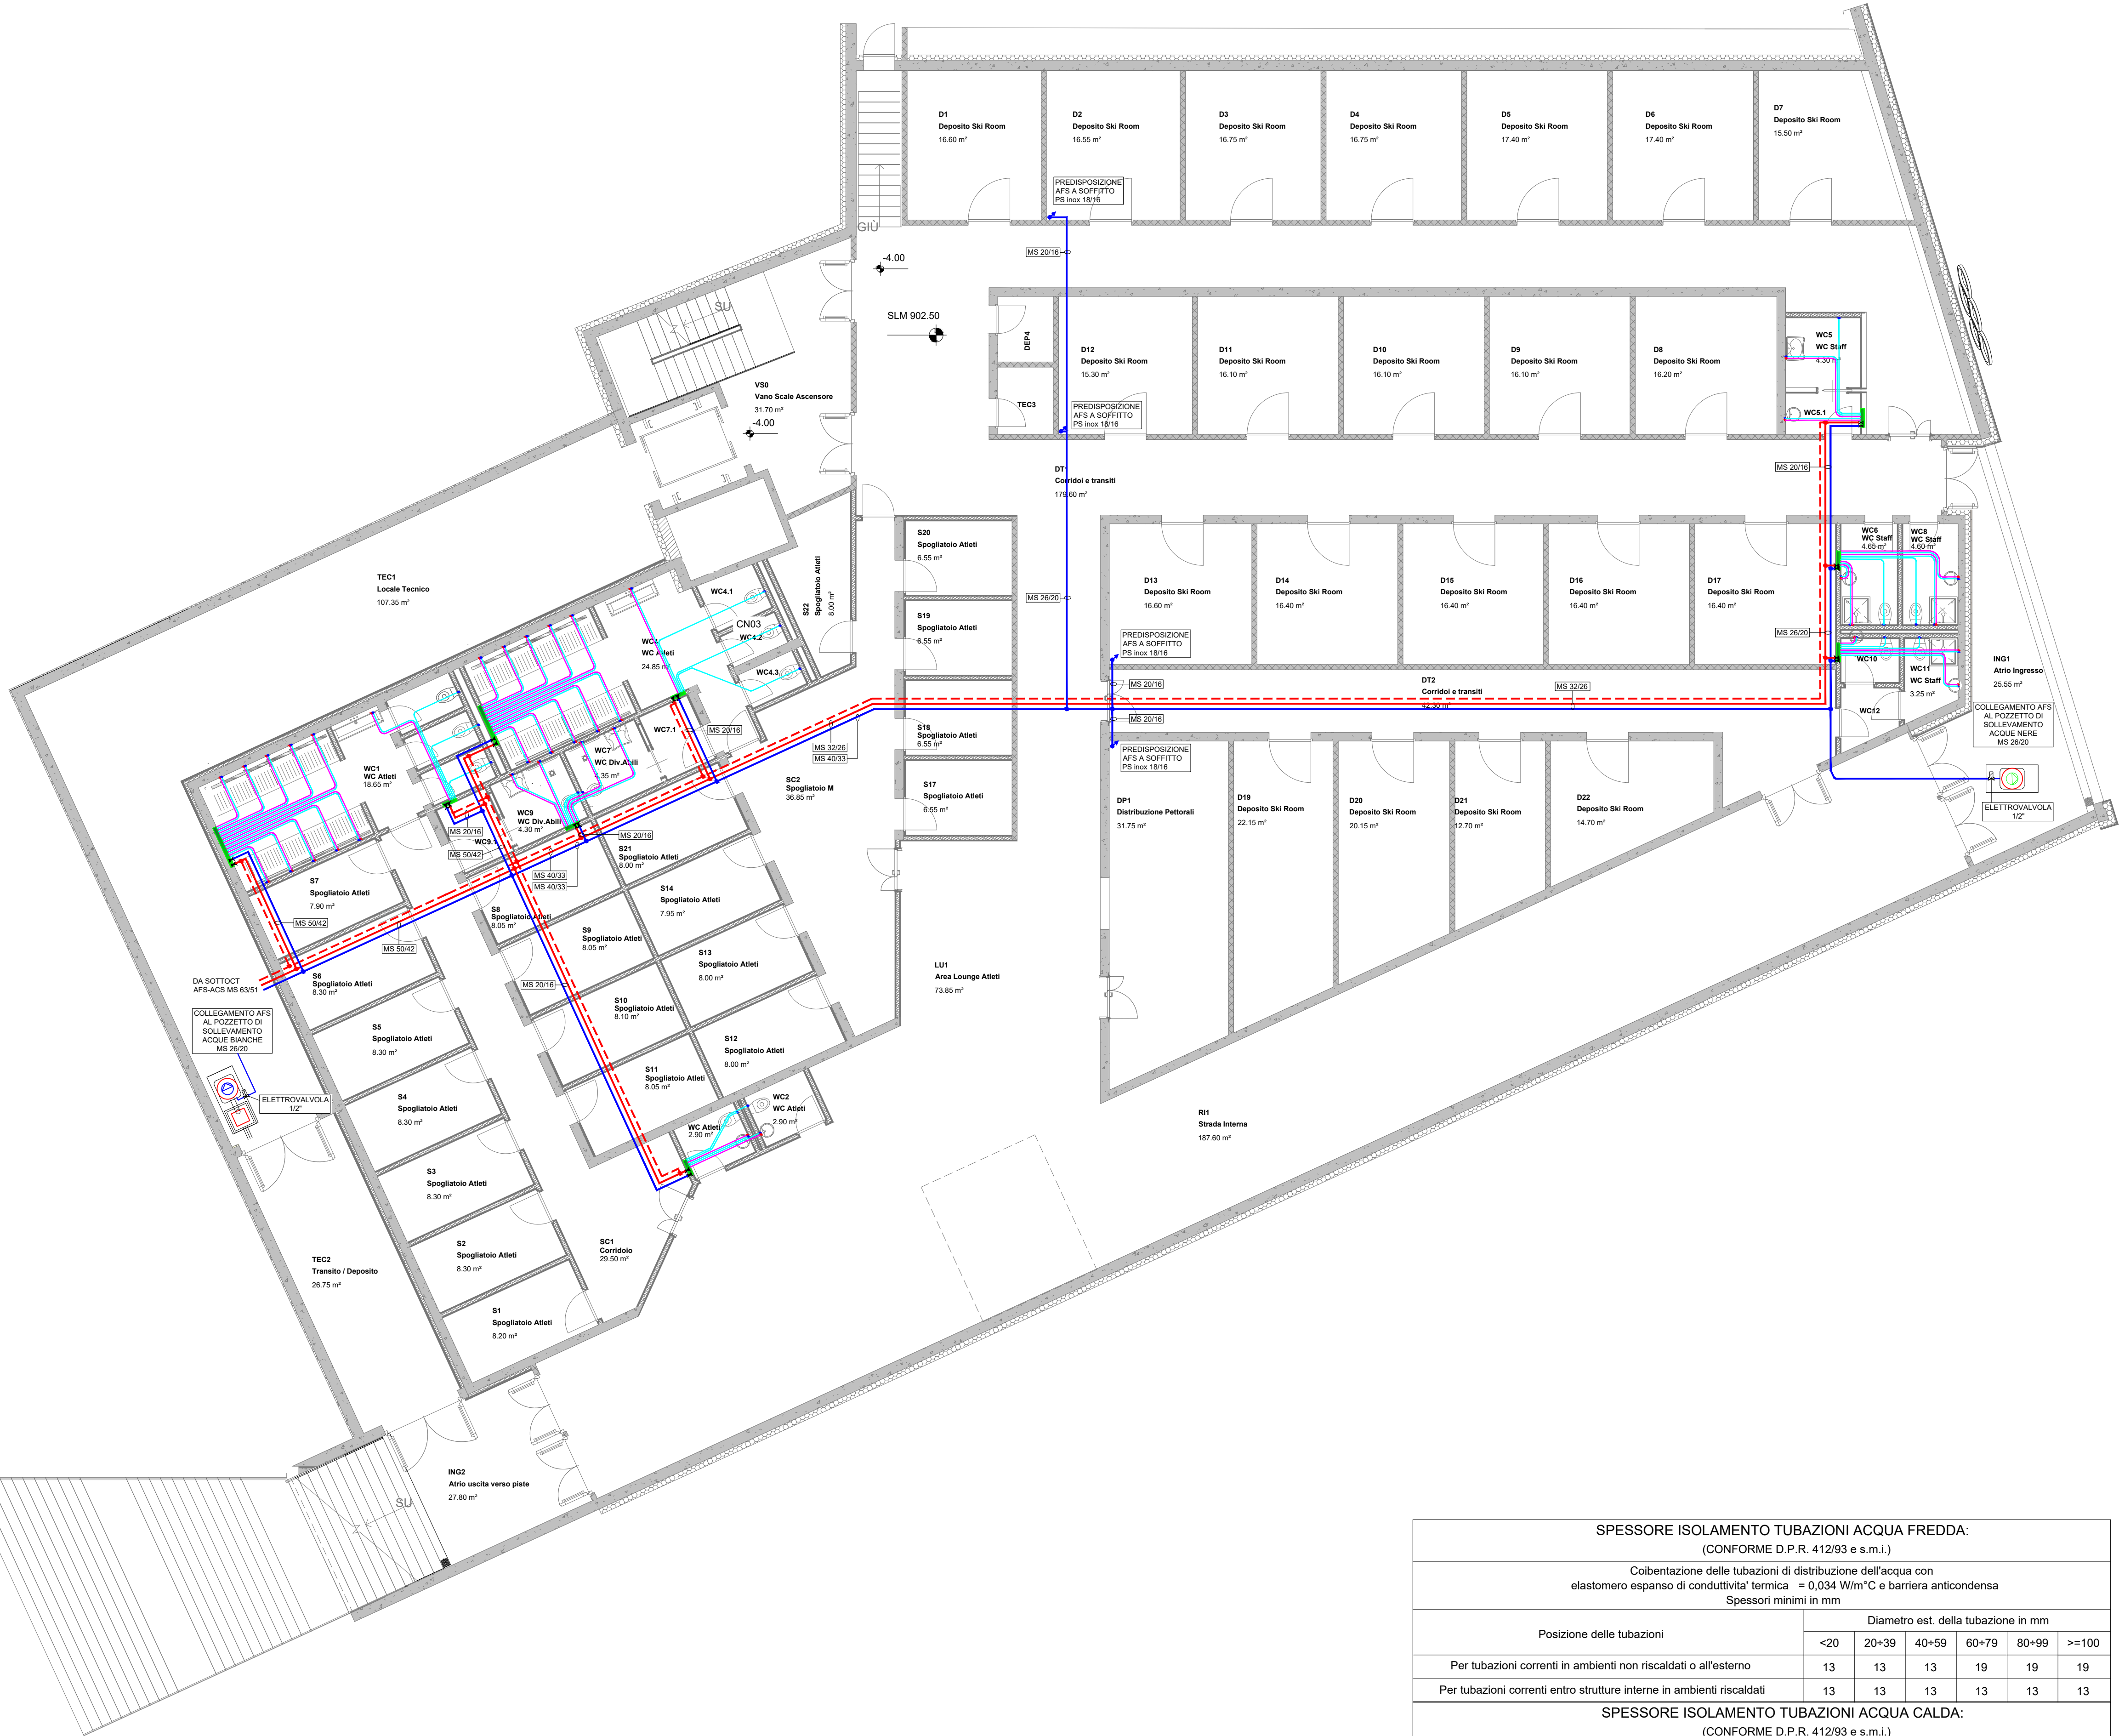 D1
Deposito Ski Room
16.60 m²
D2
Deposito Ski Room
16.55 m²
D3
Deposito Ski Room
16.75 m²
D4
Deposito Ski Room
16.75 m²
D5
Deposito Ski Room
17.40 m²
D6
Deposito Ski Room
17.40 m²
D7
Deposito Ski Room
15.50 m²
PREDISPOSIZIONE
AFS A SOFFITTO
PS inox 18/16
GIÙ
MS 20/16
-4.00
SLM 902.50
SU
VS0
Vano Scale Ascensore
31.70 m²
-4.00
DEP4
TEC3
D12
Deposito Ski Room
15.30 m²
D11
Deposito Ski Room
16.10 m²
D10
Deposito Ski Room
16.10 m²
D9
Deposito Ski Room
16.10 m²
D8
Deposito Ski Room
16.20 m²
WC5
WC Staff
WC5.1
PREDISPOSIZIONE
AFS A SOFFITTO
PS inox 18/16
Corridoi e transiti
179.60 m²
MS 20/16
TEC1
Locale Tecnico
107.35 m²
S22
Spogliatoio Atleti
8.00 m²
WC4.1
CN03
WC4.2
WC4.3
WC Atleti
24.85 m²
S20
Spogliatoio Atleti
6.55 m²
S19
Spogliatoio Atleti
6.55 m²
S16
Spogliatoio Atleti
6.55 m²
S17
Spogliatoio Atleti
6.55 m²
MS 26/20
D13
Deposito Ski Room
16.60 m²
D14
Deposito Ski Room
16.40 m²
D15
Deposito Ski Room
16.40 m²
D16
Deposito Ski Room
16.40 m²
D17
Deposito Ski Room
16.40 m²
WC6
WC Staff
4.65 m²
WC8
WC Staff
4.60 m²
MS 26/20
PREDISPOSIZIONE
AFS A SOFFITTO
PS inox 18/16
MS 20/16
MS 20/16
PREDISPOSIZIONE
AFS A SOFFITTO
PS inox 18/16
DT2
Corridoi e transiti
42.30 m²
MS 32/26
WC10
WC11
WC Staff
3.25 m²
WC12
ING1
Atrio Ingresso
25.55 m²
COLLEGAMENTO AFS
AL POZZETTO DI
SOLLEVAMENTO
ACQUE NERE
MS 26/20
ELETTROVALVOLA
1/2"
WC1
WC Atleti
18.65 m²
WC7.1
MS 20/16
WC7
WC Div.Abili
MS 32/26
MS 40/33
SC2
Spogliatoio M
36.85 m²
WC9
WC Div.Abili
4.30 m²
WC9.1
MS 20/16
MS 50/42
MS 20/16
MS 40/33
MS 40/33
S21
Spogliatoio Atleti
8.00 m²
S14
Spogliatoio Atleti
7.95 m²
S7
Spogliatoio Atleti
7.90 m²
MS 50/42
MS 50/42
S8
Spogliatoio Atleti
8.05 m²
S9
Spogliatoio Atleti
8.05 m²
S13
Spogliatoio Atleti
8.00 m²
DP1
Distribuzione Pettorali
31.75 m²
D19
Deposito Ski Room
22.15 m²
D20
Deposito Ski Room
20.15 m²
D21
Deposito Ski Room
12.70 m²
D22
Deposito Ski Room
14.70 m²
DA SOTTOCT
AFS-ACS MS 63/51
S6
Spogliatoio Atleti
8.30 m²
MS 20/16
S10
Spogliatoio Atleti
8.10 m²
LU1
Area Lounge Atleti
73.85 m²
COLLEGAMENTO AFS
AL POZZETTO DI
SOLLEVAMENTO
ACQUE BIANCHE
MS 26/20
ELETTROVALVOLA
1/2"
S5
Spogliatoio Atleti
8.30 m²
S12
Spogliatoio Atleti
8.00 m²
S11
Spogliatoio Atleti
8.05 m²
S4
Spogliatoio Atleti
8.30 m²
WC2
WC Atleti
2.90 m²
WC Atleti
2.90 m²
RI1
Strada Interna
187.60 m²
S3
Spogliatoio Atleti
8.30 m²
S2
Spogliatoio Atleti
8.30 m²
SC1
Corridoio
29.50 m²
TEC2
Transito / Deposito
26.75 m²
S1
Spogliatoio Atleti
8.20 m²
ING2
Atrio uscita verso piste
27.80 m²
SU
SPESSORE ISOLAMENTO TUBAZIONI ACQUA FREDDA:
(CONFORME D.P.R. 412/93 e s.m.i.)
Coibentazione delle tubazioni di distribuzione dell'acqua con
elastomero espanso di conduttivita' termica = 0,034 W/m°C e barriera anticondensa
Spessori minimi in mm
Posizione delle tubazioni
Diametro est. della tubazione in mm
<20 20÷39 40÷59 60÷79 80÷99 >=100
Per tubazioni correnti in ambienti non riscaldati o all'esterno 13 13 13 19 19 19
Per tubazioni correnti entro strutture interne in ambienti riscaldati 13 13 13 13 13 13
SPESSORE ISOLAMENTO TUBAZIONI ACQUA CALDA:
(CONFORME D.P.R. 412/93 e s.m.i.)